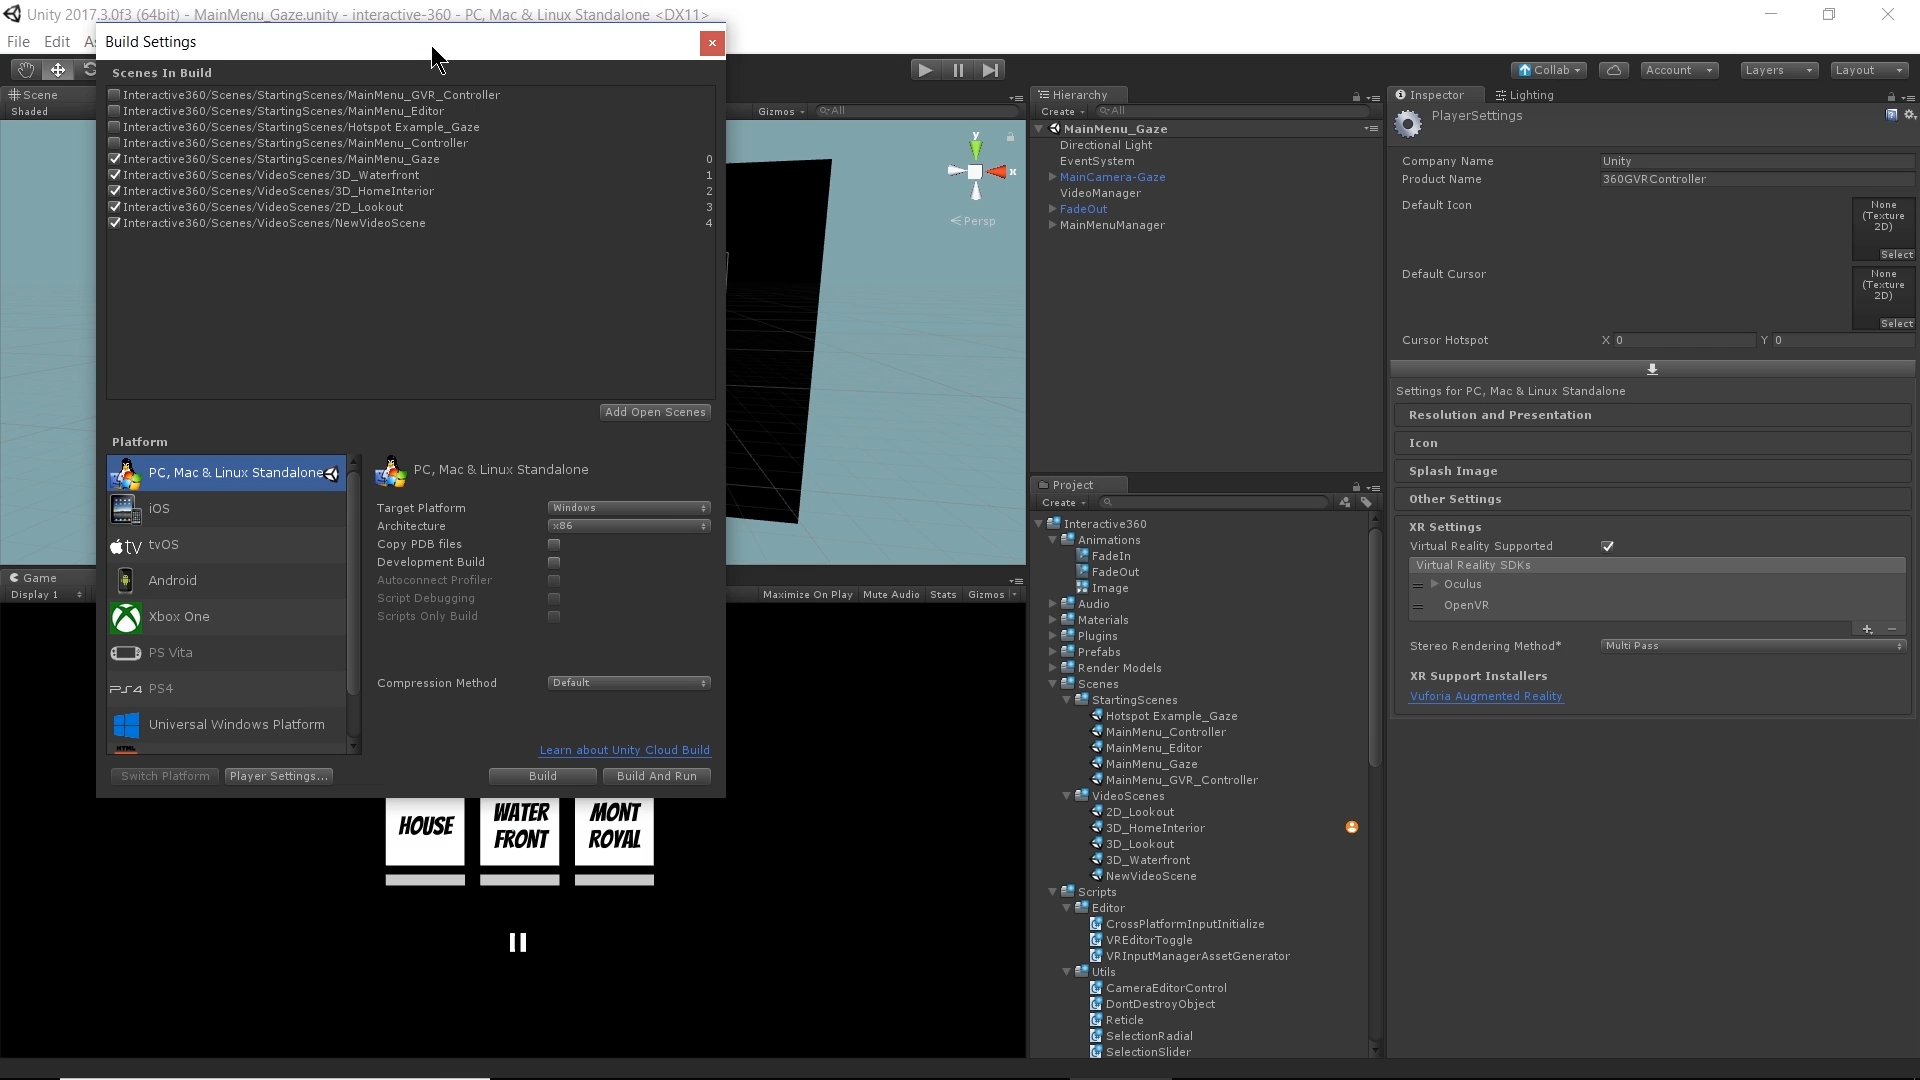 Unity 2017.3.0f3 (64bit) - MainMenu_Gaze.unity - interactive-360 - PC, Mac & Linux Standalone <DX11>
File Edit As
Build Settings
Scenes In Build
Interactive360/Scenes/StartingScenes/MainMenu_GVR_Controller
Interactive360/Scenes/StartingScenes/MainMenu_Editor
Interactive360/Scenes/StartingScenes/Hotspot Example_Gaze
Interactive360/Scenes/StartingScenes/MainMenu_Controller
Interactive360/Scenes/StartingScenes/MainMenu_Gaze 0
Interactive360/Scenes/VideoScenes/3D_Waterfront 1
Interactive360/Scenes/VideoScenes/3D_HomeInterior 2
Interactive360/Scenes/VideoScenes/2D_Lookout 3
Interactive360/Scenes/VideoScenes/NewVideoScene 4
Add Open Scenes
Platform
PC, Mac & Linux Standalone
iOS
tv tvOS
Android
Xbox One
PS Vita
PS4 PS4
Universal Windows Platform
HTML
PC, Mac & Linux Standalone
Target Platform Windows
Architecture x86
Copy PDB files
Development Build
Autoconnect Profiler
Script Debugging
Scripts Only Build
Compression Method Default
Learn about Unity Cloud Build
Switch Platform Player Settings... Build Build And Run
Scene
Shaded
Gizmos All
y
x
Persp
Game
Display 1
Maximize On Play Mute Audio Stats Gizmos
HOUSE
WATER
FRONT
MONT
ROYAL
Collab Account Layers Layout
Hierarchy
Create All
MainMenu_Gaze
Directional Light
EventSystem
MainCamera-Gaze
VideoManager
FadeOut
MainMenuManager
Project
Create
Interactive360
Animations
FadeIn
FadeOut
Image
Audio
Materials
Plugins
Prefabs
Render Models
Scenes
StartingScenes
Hotspot Example_Gaze
MainMenu_Controller
MainMenu_Editor
MainMenu_Gaze
MainMenu_GVR_Controller
VideoScenes
2D_Lookout
3D_HomeInterior
3D_Lookout
3D_Waterfront
NewVideoScene
Scripts
Editor
CrossPlatformInputInitialize
VREditorToggle
VRInputManagerAssetGenerator
Utils
CameraEditorControl
DontDestroyObject
Reticle
SelectionRadial
SelectionSlider
Inspector Lighting
PlayerSettings
Company Name Unity
Product Name 360GVRController
Default Icon
None
(Texture
2D)
Select
Default Cursor
None
(Texture
2D)
Select
Cursor Hotspot X 0 Y 0
Settings for PC, Mac & Linux Standalone
Resolution and Presentation
Icon
Splash Image
Other Settings
XR Settings
Virtual Reality Supported
Virtual Reality SDKs
Oculus
OpenVR
Stereo Rendering Method* Multi Pass
XR Support Installers
Vuforia Augmented Reality